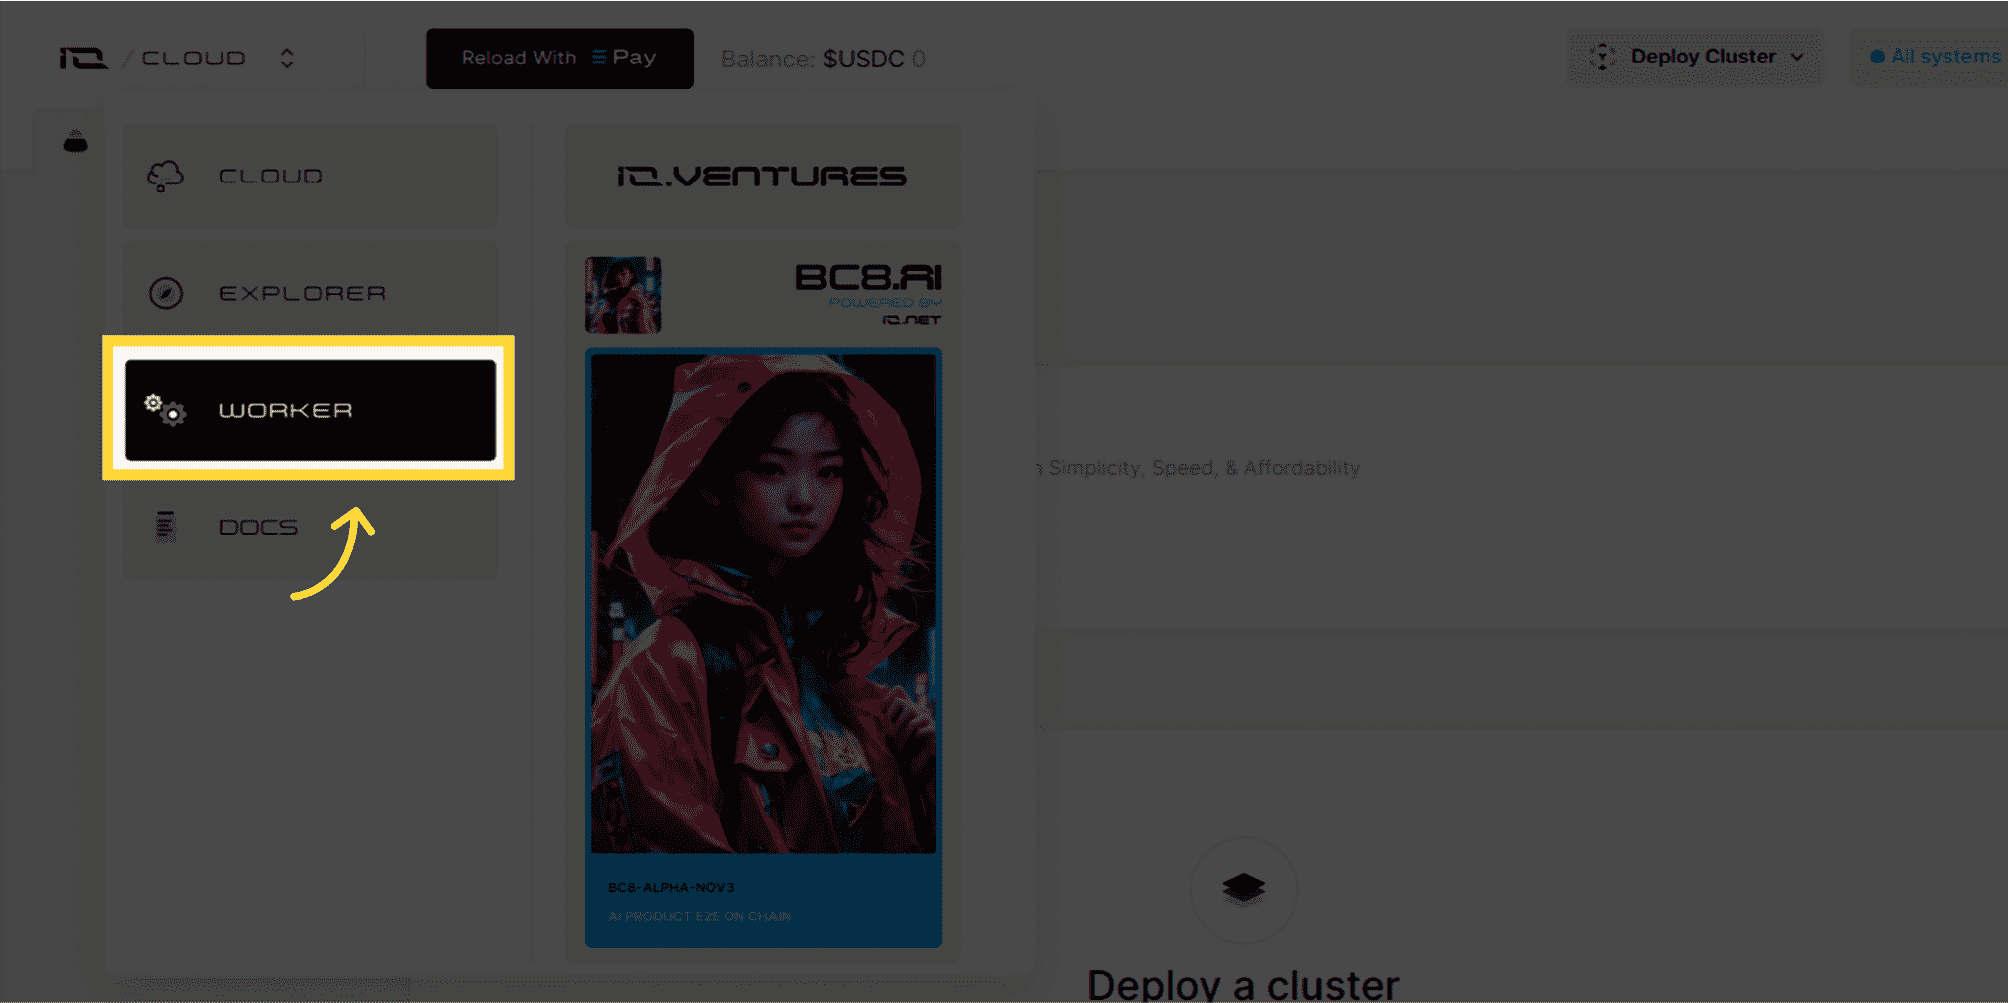 IO / CLOUD
Reload With Pay
Balance: $USDC 0
Deploy Cluster
All systems
CLOUD
EXPLORER
WORKER
DOCS
IO.VENTURES
BC8.AI
POWERED BY
IO.NET
BC8-ALPHA-NOV3
AI PRODUCT E2E ON CHAIN
n Simplicity, Speed, & Affordability
Deploy a cluster